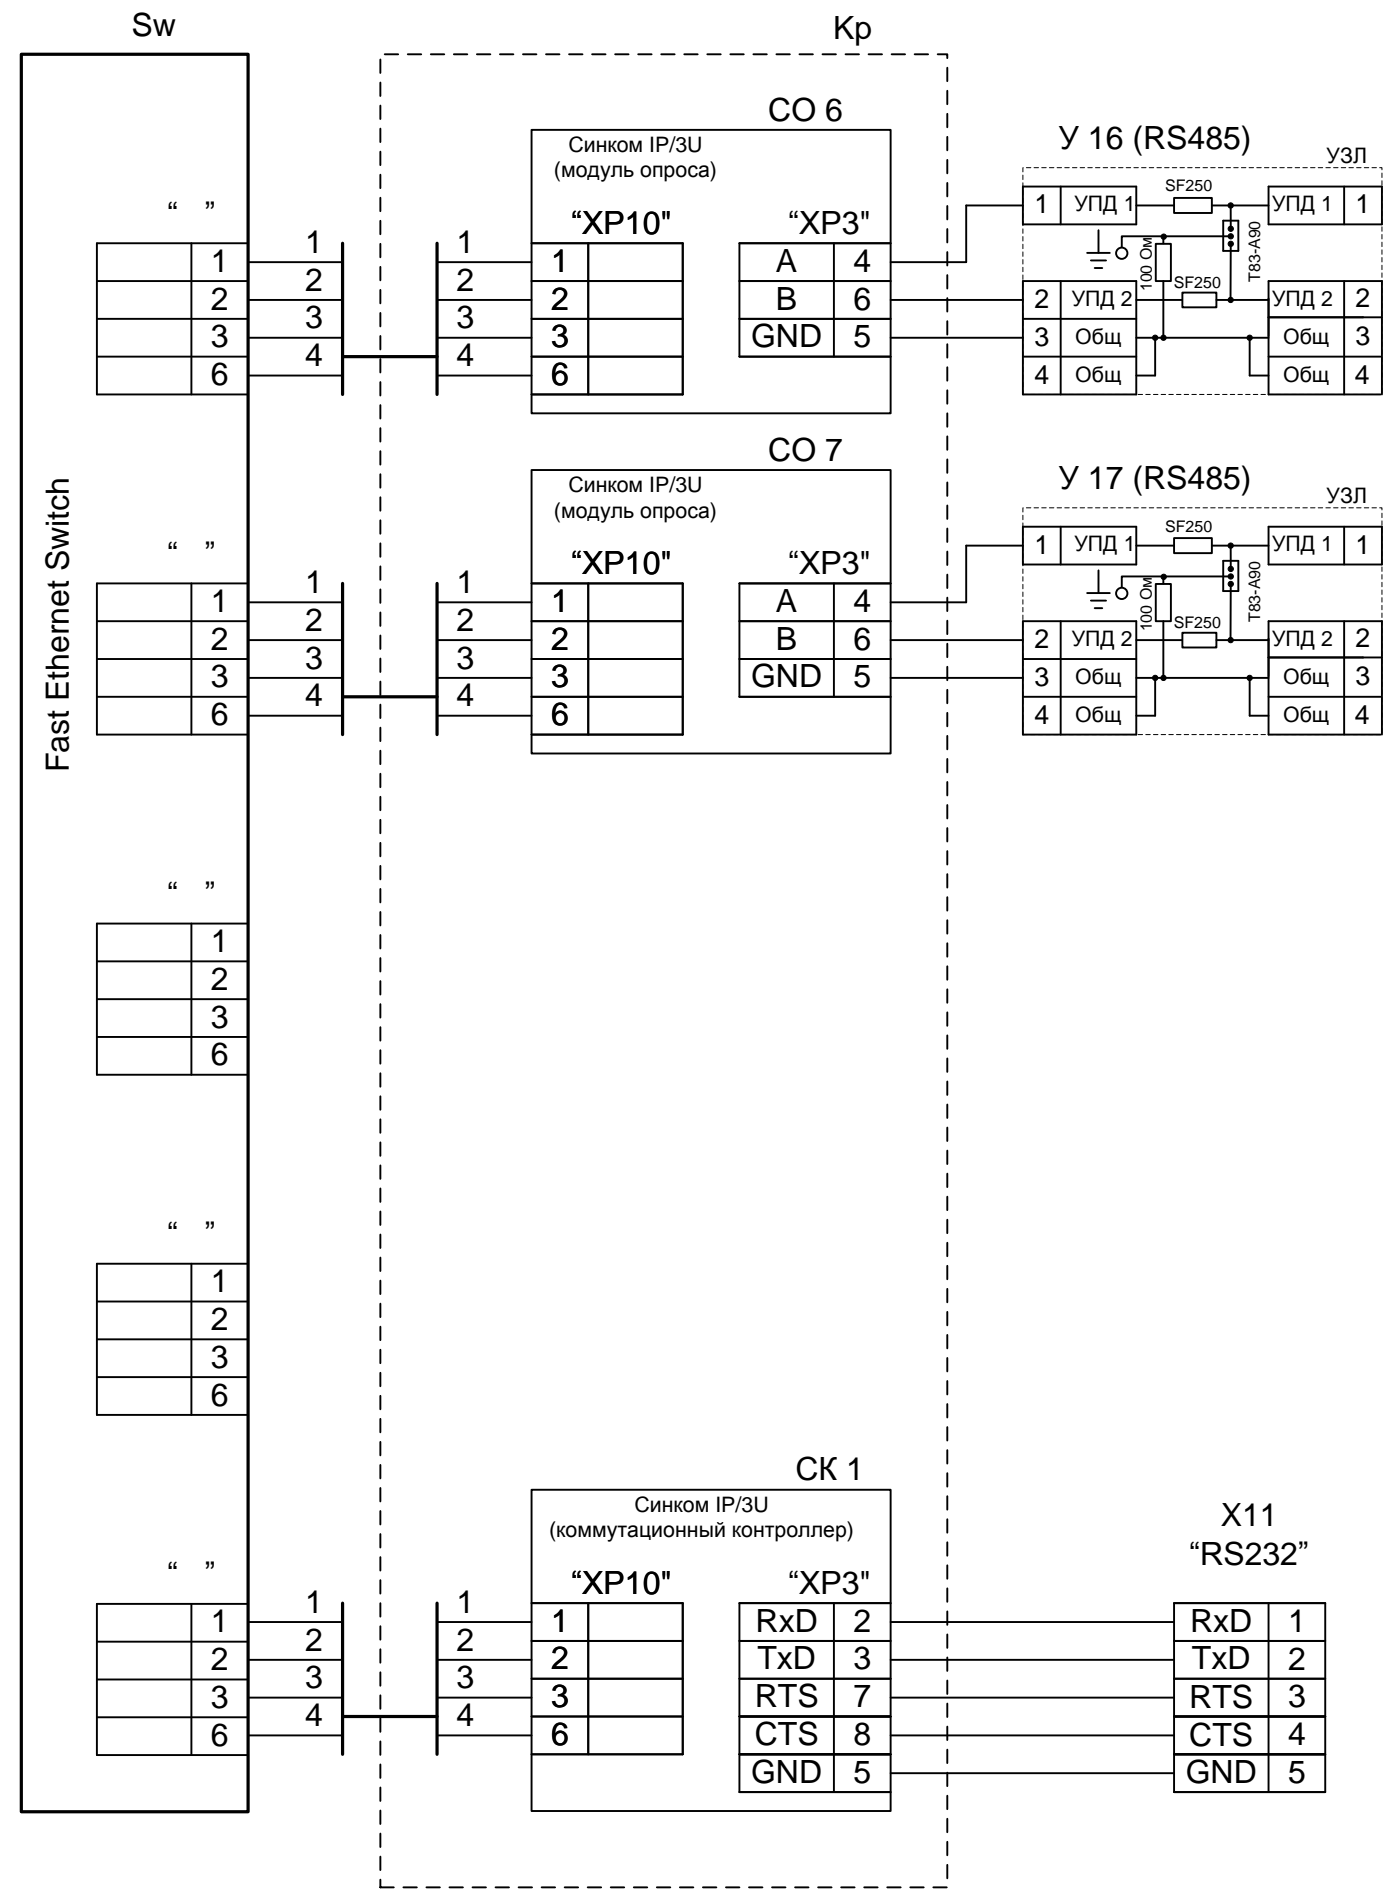 Sw
Кр
Fast Ethernet Switch
СО 6
Синком IP/3U
(модуль опроса)
“ ”
1
2
3
6
1
2
3
4
1
2
3
4
“XP10"
1
2
3
6
“XP3"
A 4
B 6
GND 5
У 16 (RS485)
УЗЛ
1 УПД 1
SF250
УПД 1 1
100 Ом
T83-A90
SF250
2 УПД 2
УПД 2 2
3 Общ
Общ 3
4 Общ
Общ 4
СО 7
Синком IP/3U
(модуль опроса)
“ ”
1
2
3
6
1
2
3
4
1
2
3
4
“XP10"
1
2
3
6
“XP3"
A 4
B 6
GND 5
У 17 (RS485)
УЗЛ
1 УПД 1
SF250
УПД 1 1
100 Ом
T83-A90
SF250
2 УПД 2
УПД 2 2
3 Общ
Общ 3
4 Общ
Общ 4
“ ”
1
2
3
6
“ ”
1
2
3
6
СК 1
Синком IP/3U
(коммутационный контроллер)
“ ”
1
2
3
6
1
2
3
4
1
2
3
4
“XP10"
1
2
3
6
“XP3"
RxD 2
TxD 3
RTS 7
CTS 8
GND 5
X11
“RS232”
RxD 1
TxD 2
RTS 3
CTS 4
GND 5